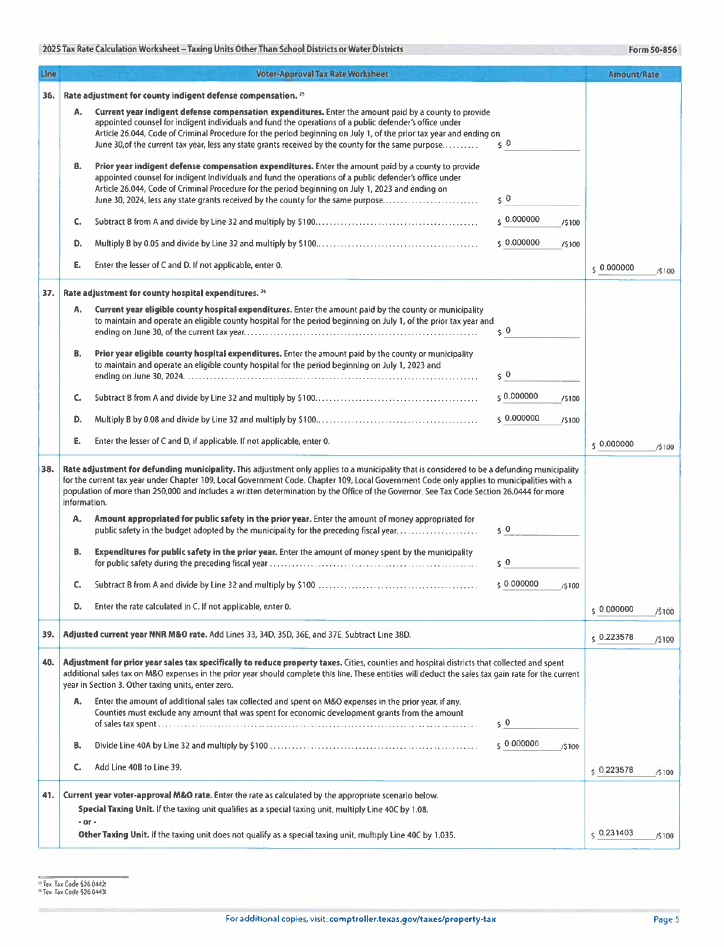 2025 Tax Rate Calculation Worksheet – Taxing Units Other Than School Districts or Water Districts Form 50-856
Line Voter-Approval Tax Rate Worksheet Amount/Rate
36. Rate adjustment for county indigent defense compensation. 25
A. Current year indigent defense compensation expenditures. Enter the amount paid by a county to provide
appointed counsel for indigent individuals and fund the operations of a public defender's office under
Article 26.044, Code of Criminal Procedure for the period beginning on July 1, of the prior tax year and ending on
June 30,of the current tax year, less any state grants received by the county for the same purpose.......... $ 0
B. Prior year indigent defense compensation expenditures. Enter the amount paid by a county to provide
appointed counsel for indigent individuals and fund the operations of a public defender's office under
Article 26.044, Code of Criminal Procedure for the period beginning on July 1, 2023 and ending on
June 30, 2024, less any state grants received by the county for the same purpose.......................... $ 0
C. Subtract B from A and divide by Line 32 and multiply by $100............................................ $ 0.000000 /$100
D. Multiply B by 0.05 and divide by Line 32 and multiply by $100............................................ $ 0.000000 /$100
E. Enter the lesser of C and D. If not applicable, enter 0. $ 0.000000 /$100
37. Rate adjustment for county hospital expenditures. 26
A. Current year eligible county hospital expenditures. Enter the amount paid by the county or municipality
to maintain and operate an eligible county hospital for the period beginning on July 1, of the prior tax year and
ending on June 30, of the current tax year................................................................ $ 0
B. Prior year eligible county hospital expenditures. Enter the amount paid by the county or municipality
to maintain and operate an eligible county hospital for the period beginning on July 1, 2023 and
ending on June 30, 2024. ................................................................................ $ 0
C. Subtract B from A and divide by Line 32 and multiply by $100............................................ $ 0.000000 /$100
D. Multiply B by 0.08 and divide by Line 32 and multiply by $100............................................ $ 0.000000 /$100
E. Enter the lesser of C and D, if applicable. If not applicable, enter 0. $ 0.000000 /$100
38. Rate adjustment for defunding municipality. This adjustment only applies to a municipality that is considered to be a defunding municipality
for the current tax year under Chapter 109, Local Government Code. Chapter 109, Local Government Code only applies to municipalities with a
population of more than 250,000 and includes a written determination by the Office of the Governor. See Tax Code Section 26.0444 for more
information.
A. Amount appropriated for public safety in the prior year. Enter the amount of money appropriated for
public safety in the budget adopted by the municipality for the preceding fiscal year...................... $ 0
B. Expenditures for public safety in the prior year. Enter the amount of money spent by the municipality
for public safety during the preceding fiscal year ......................................................... $ 0
C. Subtract B from A and divide by Line 32 and multiply by $100 ............................................ $ 0.000000 /$100
D. Enter the rate calculated in C. If not applicable, enter 0. $ 0.000000 /$100
39. Adjusted current year NNR M&O rate. Add Lines 33, 34D, 35D, 36E, and 37E. Subtract Line 38D. $ 0.223578 /$100
40. Adjustment for prior year sales tax specifically to reduce property taxes. Cities, counties and hospital districts that collected and spent
additional sales tax on M&O expenses in the prior year should complete this line. These entities will deduct the sales tax gain rate for the current
year in Section 3. Other taxing units, enter zero.
A. Enter the amount of additional sales tax collected and spent on M&O expenses in the prior year, if any.
Counties must exclude any amount that was spent for economic development grants from the amount
of sales tax spent........................................................................................ $ 0
B. Divide Line 40A by Line 32 and multiply by $100 ......................................................... $ 0.000000 /$100
C. Add Line 40B to Line 39. $ 0.223578 /$100
41. Current year voter-approval M&O rate. Enter the rate as calculated by the appropriate scenario below.
Special Taxing Unit. If the taxing unit qualifies as a special taxing unit, multiply Line 40C by 1.08.
- or -
Other Taxing Unit. If the taxing unit does not qualify as a special taxing unit, multiply Line 40C by 1.035. $ 0.231403 /$100
25 Tex. Tax Code §26.0442
26 Tex. Tax Code §26.0443
For additional copies, visit: comptroller.texas.gov/taxes/property-tax Page 5